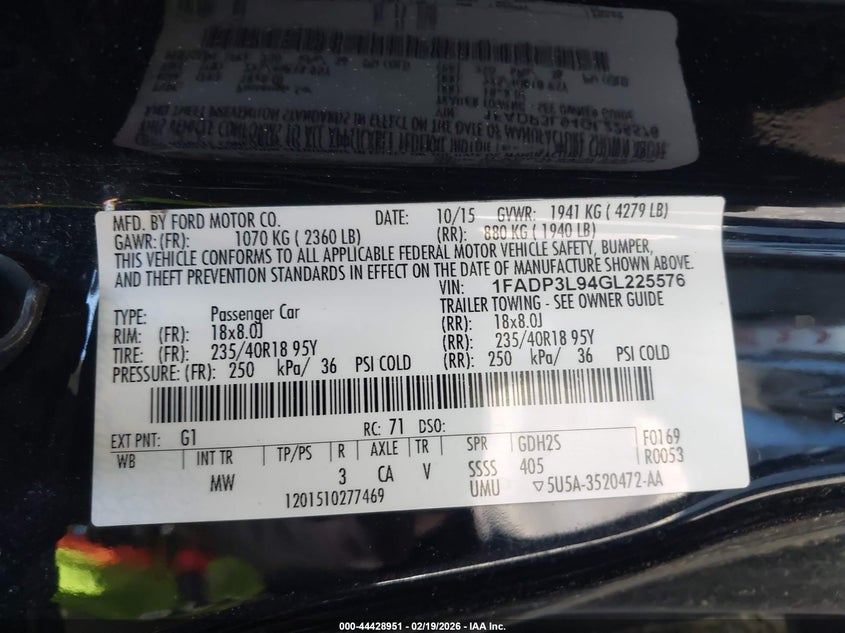 MFD. BY FORD MOTOR CO. DATE: 10/15 GVWR: 1941 KG ( 4279 LB)
GAWR: (FR): 1070 KG ( 2360 LB) (RR): 880 KG ( 1940 LB)
THIS VEHICLE CONFORMS TO ALL APPLICABLE FEDERAL MOTOR VEHICLE SAFETY, BUMPER,
AND THEFT PREVENTION STANDARDS IN EFFECT ON THE DATE OF MANUFACTURE SHOWN ABOVE.
VIN: 1FADP3L94GL225576
TYPE: Passenger Car TRAILER TOWING - SEE OWNER GUIDE
RIM: (FR): 18x8.0J (RR): 18x8.0J
TIRE: (FR): 235/40R18 95Y (RR): 235/40R18 95Y
PRESSURE: (FR): 250 kPa/ 36 PSI COLD (RR): 250 kPa/ 36 PSI COLD
EXT PNT: G1 RC: 71 DSO: F0169
WB INT TR TP/PS R AXLE TR SPR GDH2S R0053
MW 3 CA V SSSS 405
1201510277469 UMU ▽5U5A-3520472-AA
000-44428951 | 02/19/2026 - IAA Inc.